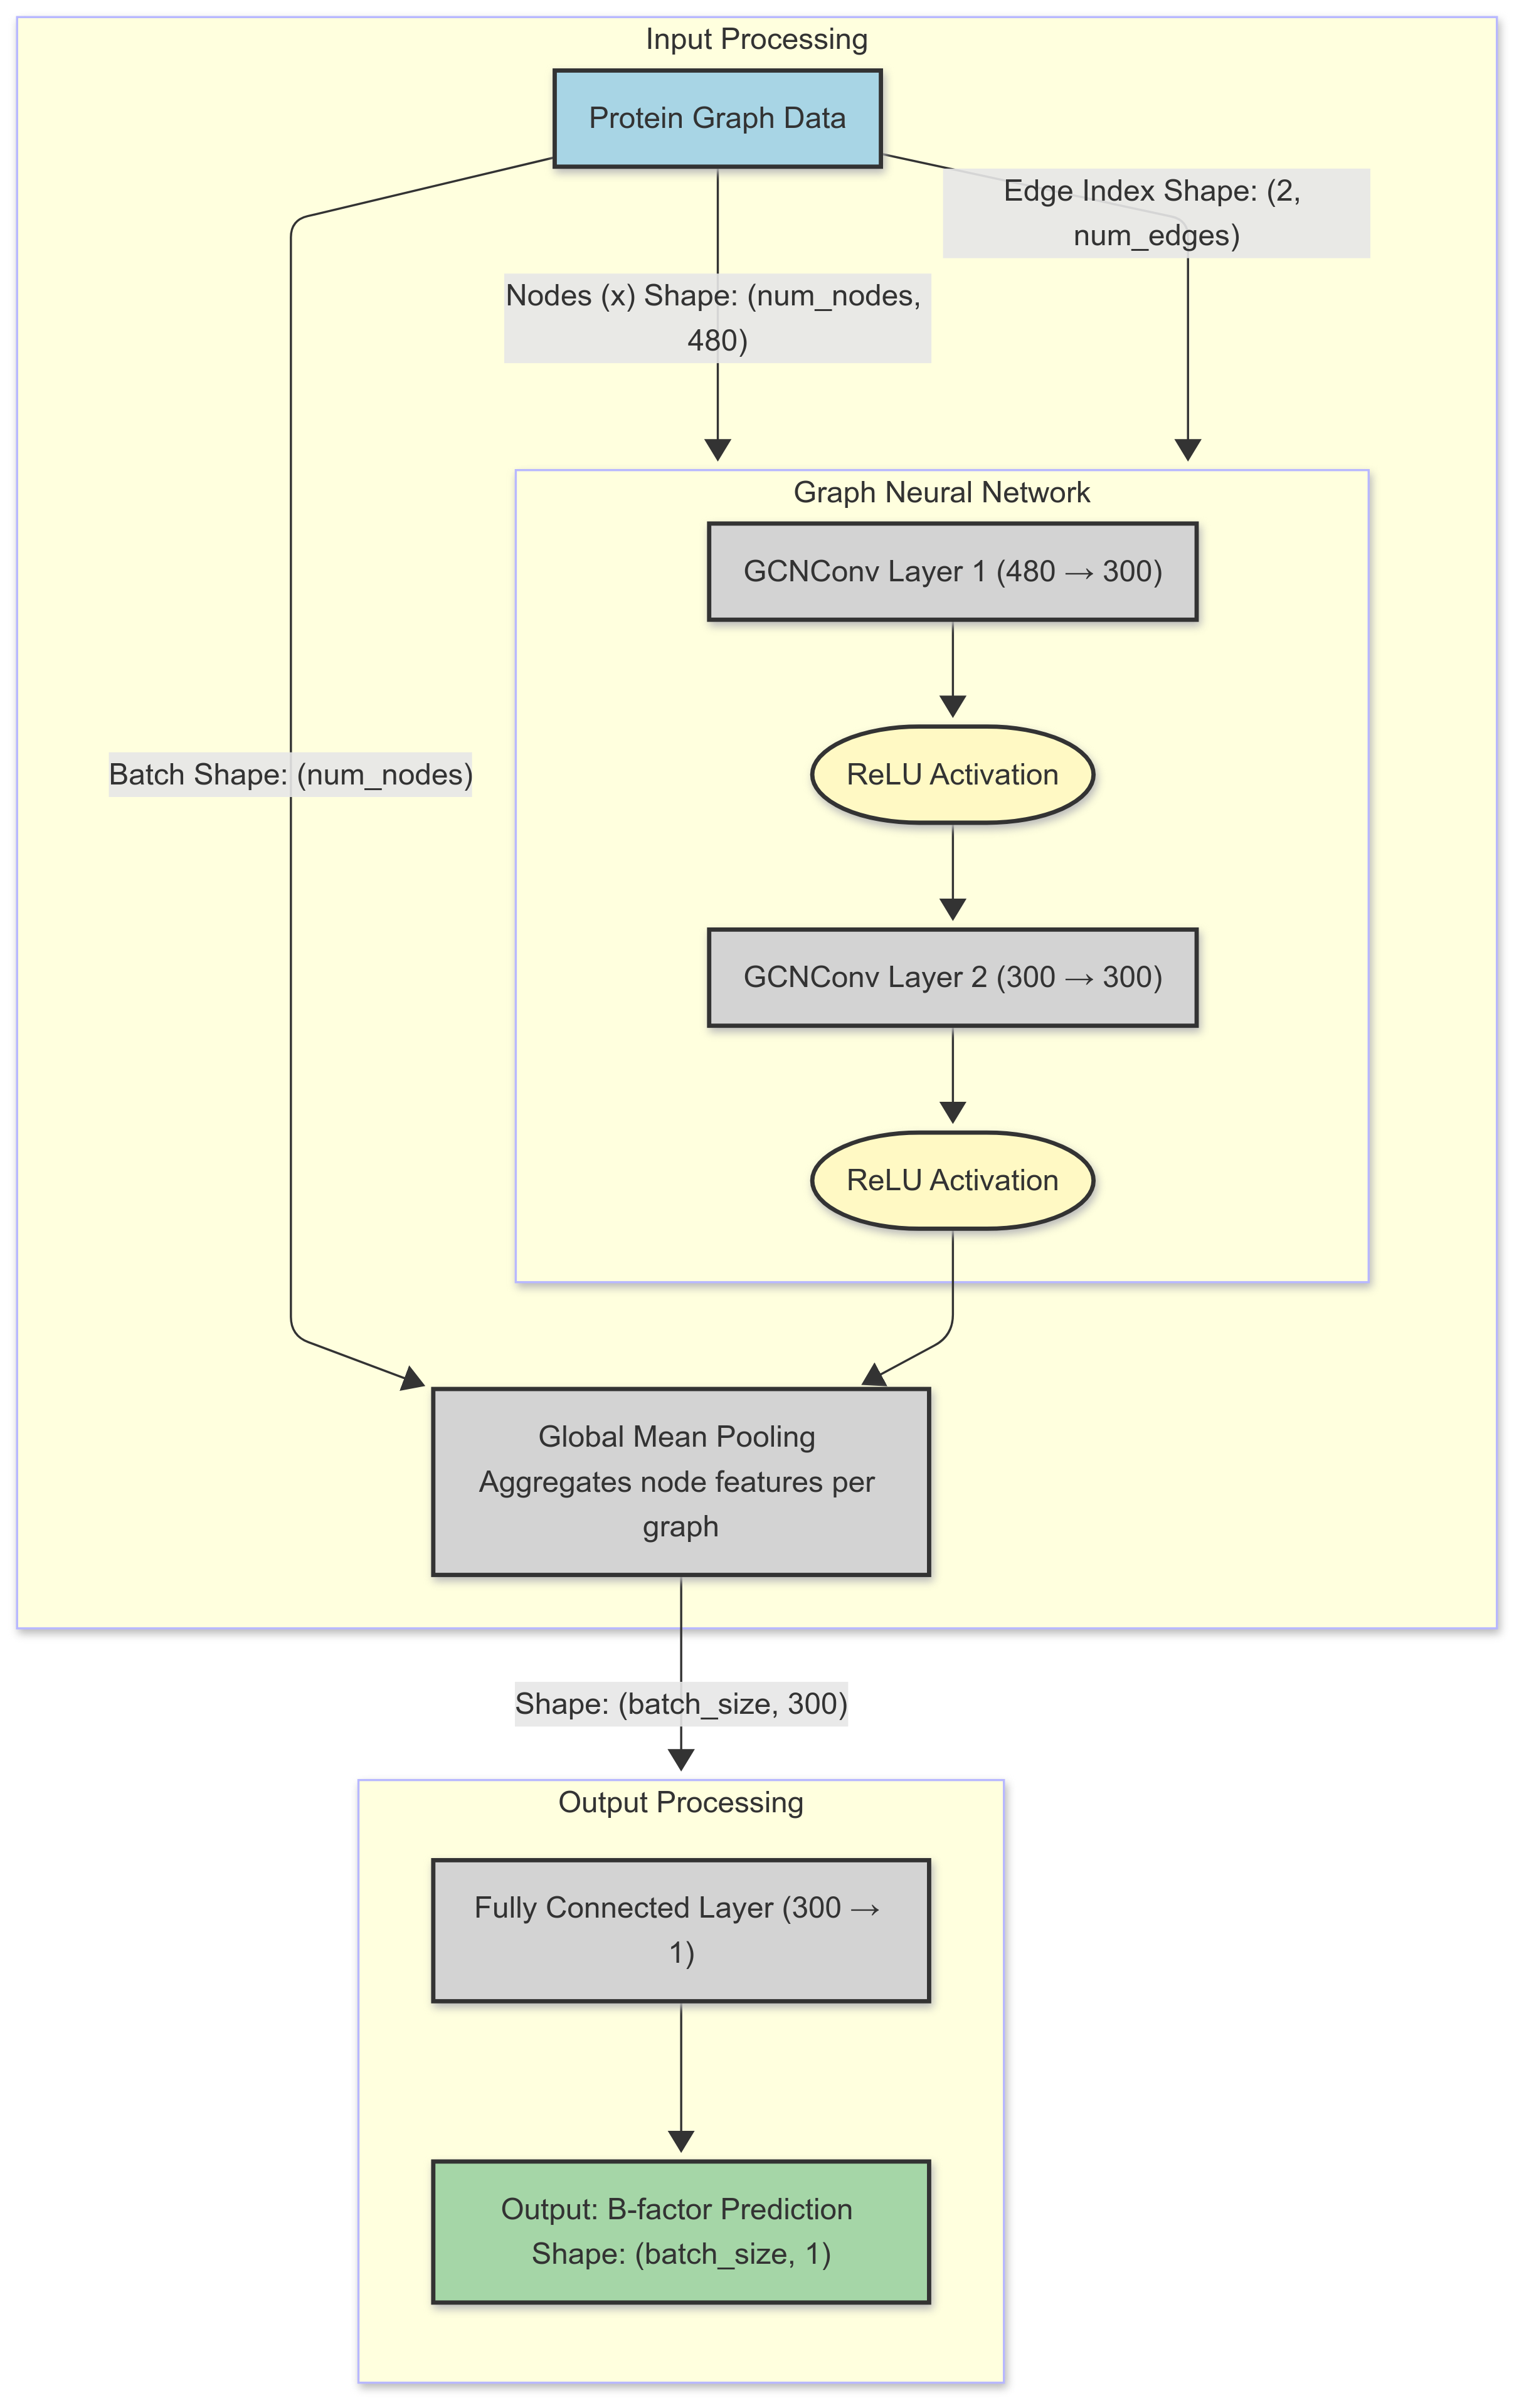 Input Processing
Protein Graph Data
Edge Index Shape: (2,
num_edges)
Nodes (x) Shape: (num_nodes,
480)
Graph Neural Network
GCNConv Layer 1 (480 → 300)
ReLU Activation
Batch Shape: (num_nodes)
GCNConv Layer 2 (300 → 300)
ReLU Activation
Global Mean Pooling
Aggregates node features per
graph
Shape: (batch_size, 300)
Output Processing
Fully Connected Layer (300 →
1)
Output: B-factor Prediction
Shape: (batch_size, 1)